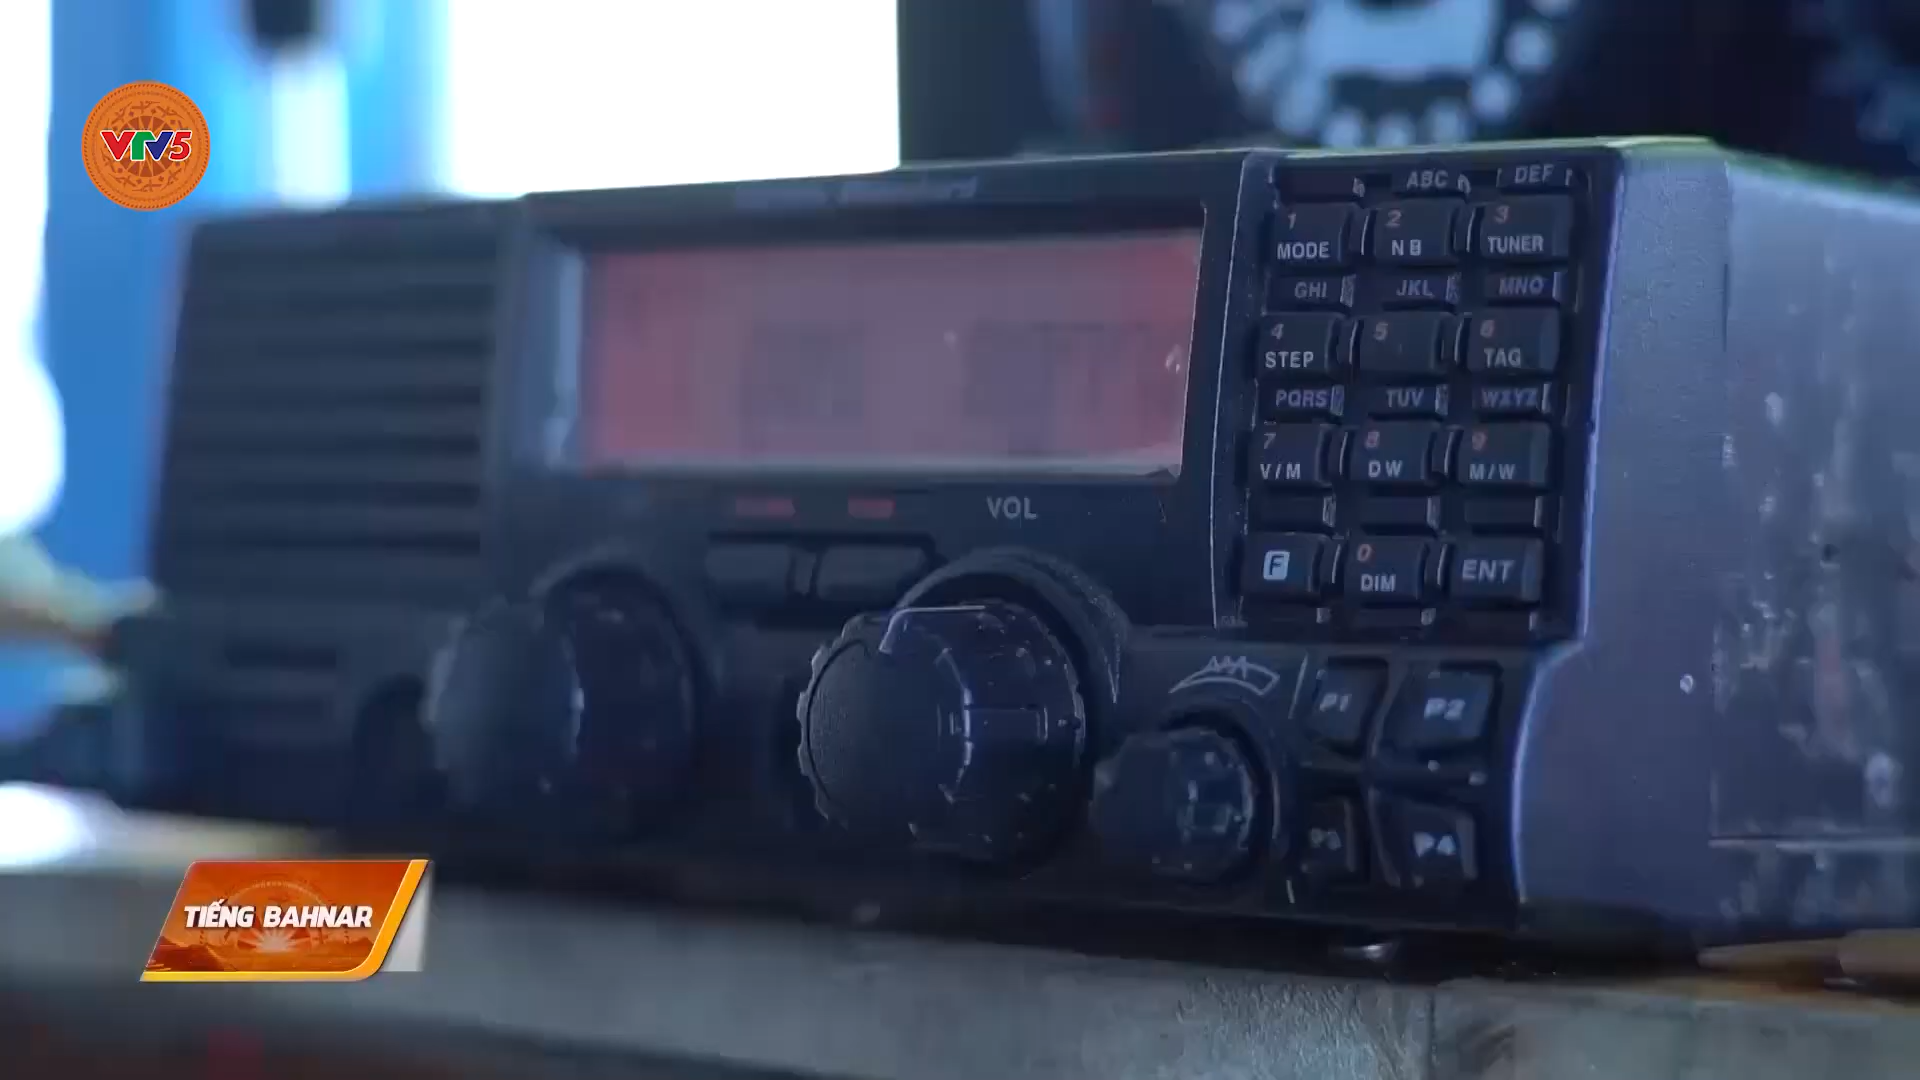 VTV5
ABC DEF
1 2 3
MODE NB TUNER
GHI JKL MNO
4 5 6
STEP TAG
PQRS TUV WXYZ
7 8 9
V/M DW M/W
VOL
F 0 DIM ENT
P1 P2
P3 P4
TIẾNG BAHNAR